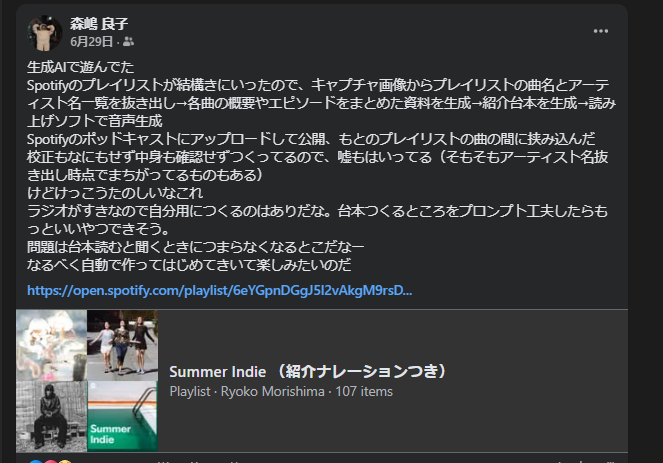 森嶋 良子
6月29日 ·
生成AIで遊んでた
Spotifyのプレイリストが結構きにいったので、キャプチャ画像からプレイリストの曲名とアーテ
ィスト名一覧を抜き出し→各曲の概要やエピソードをまとめた資料を生成→紹介台本を生成→読み
上げソフトで音声生成
Spotifyのポッドキャストにアップロードして公開、もとのプレイリストの曲の間に挟み込んだ
校正もなにもせず中身も確認せずつくってるので、嘘もはいってる（そもそもアーティスト名抜
き出し時点でまちがってるものもある）
けどけっこうたのしいなこれ
ラジオがすきなので自分用につくるのはありだな。台本つくるところをプロンプト工夫したらも
っといいやつできそう。
問題は台本読むと聞くときにつまらなくなるとこだなー
なるべく自動で作ってはじめてきいて楽しみたいのだ
https://open.spotify.com/playlist/6eYGpnDGgJ5l2vAkgM9rsD...
Summer Indie （紹介ナレーションつき）
Playlist · Ryoko Morishima · 107 items
Summer
Indie